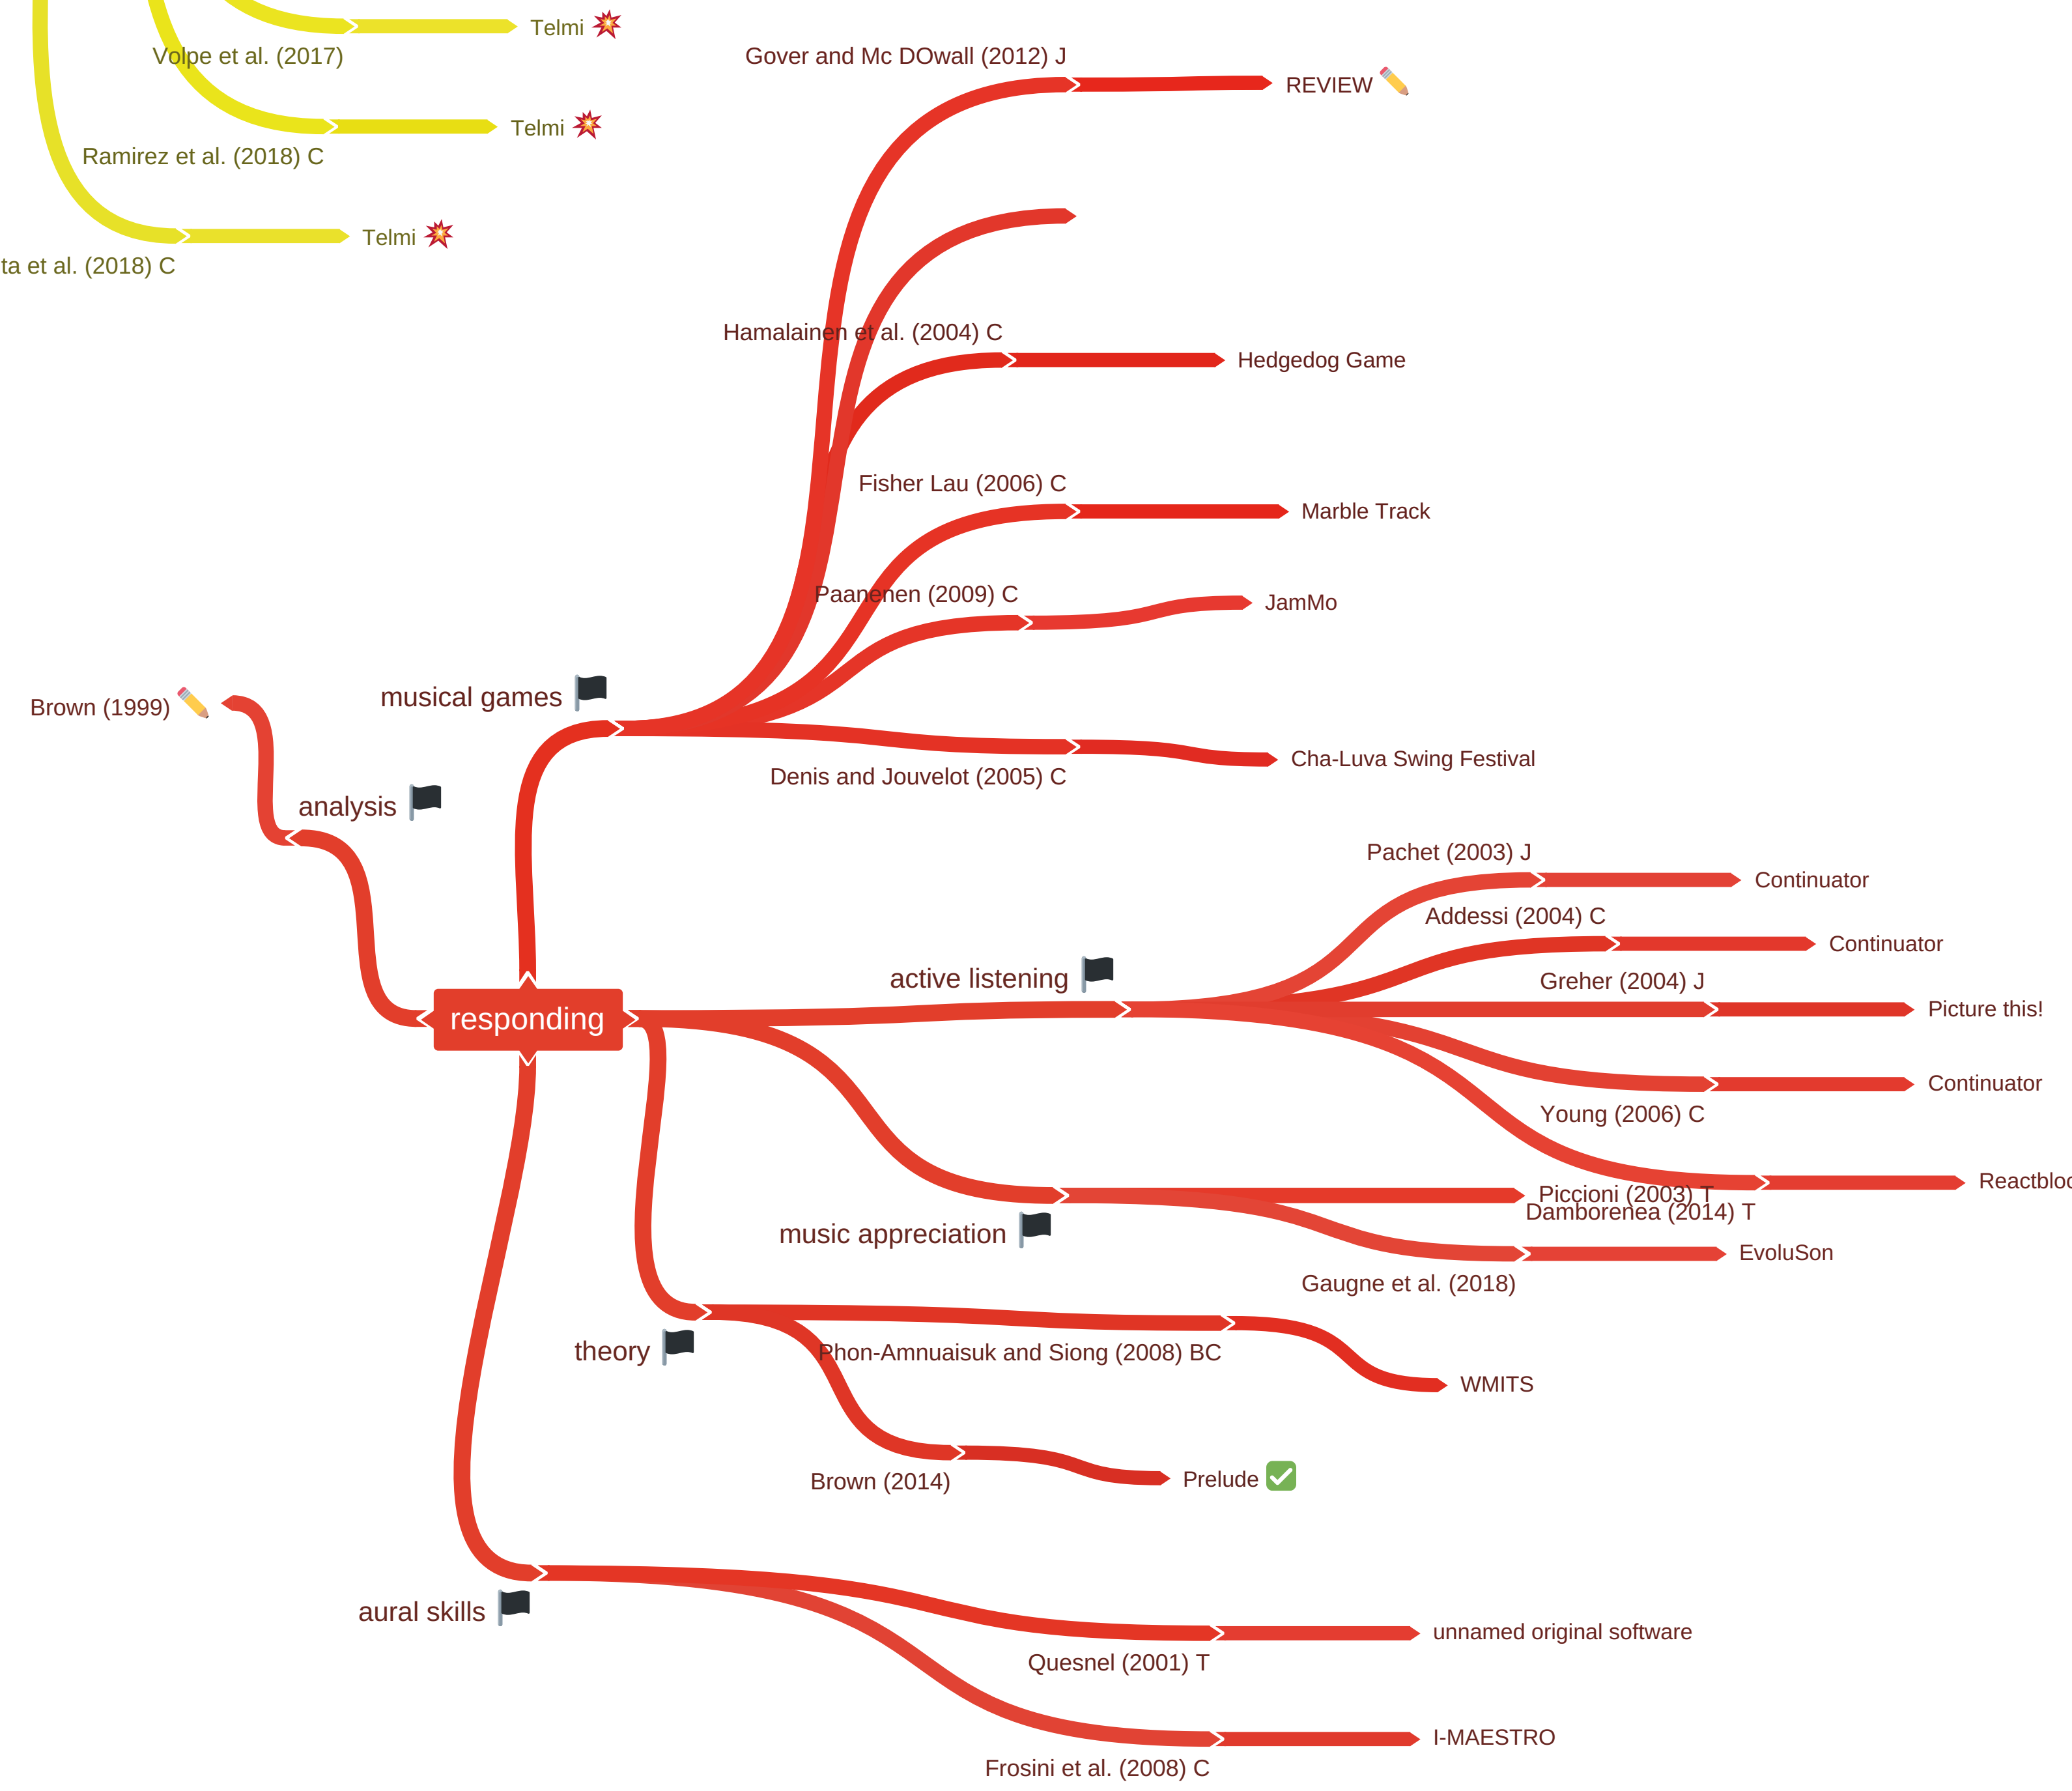 Telmi
Volpe et al. (2017)
Telmi
Ramirez et al. (2018) C
Telmi
ta et al. (2018) C
Gover and Mc DOwall (2012) J
REVIEW
Hamalainen et al. (2004) C
Hedgedog Game
Fisher Lau (2006) C
Marble Track
Paanenen (2009) C
JamMo
musical games
Brown (1999)
Denis and Jouvelot (2005) C
Cha-Luva Swing Festival
analysis
Pachet (2003) J
Continuator
Addessi (2004) C
Continuator
active listening
Greher (2004) J
Picture this!
responding
Continuator
Young (2006) C
Reactbloc
Piccioni (2003) T
Damborenea (2014) T
music appreciation
EvoluSon
Gaugne et al. (2018)
theory
Phon-Amnuaisuk and Siong (2008) BC
WMITS
Brown (2014)
Prelude
aural skills
unnamed original software
Quesnel (2001) T
I-MAESTRO
Frosini et al. (2008) C